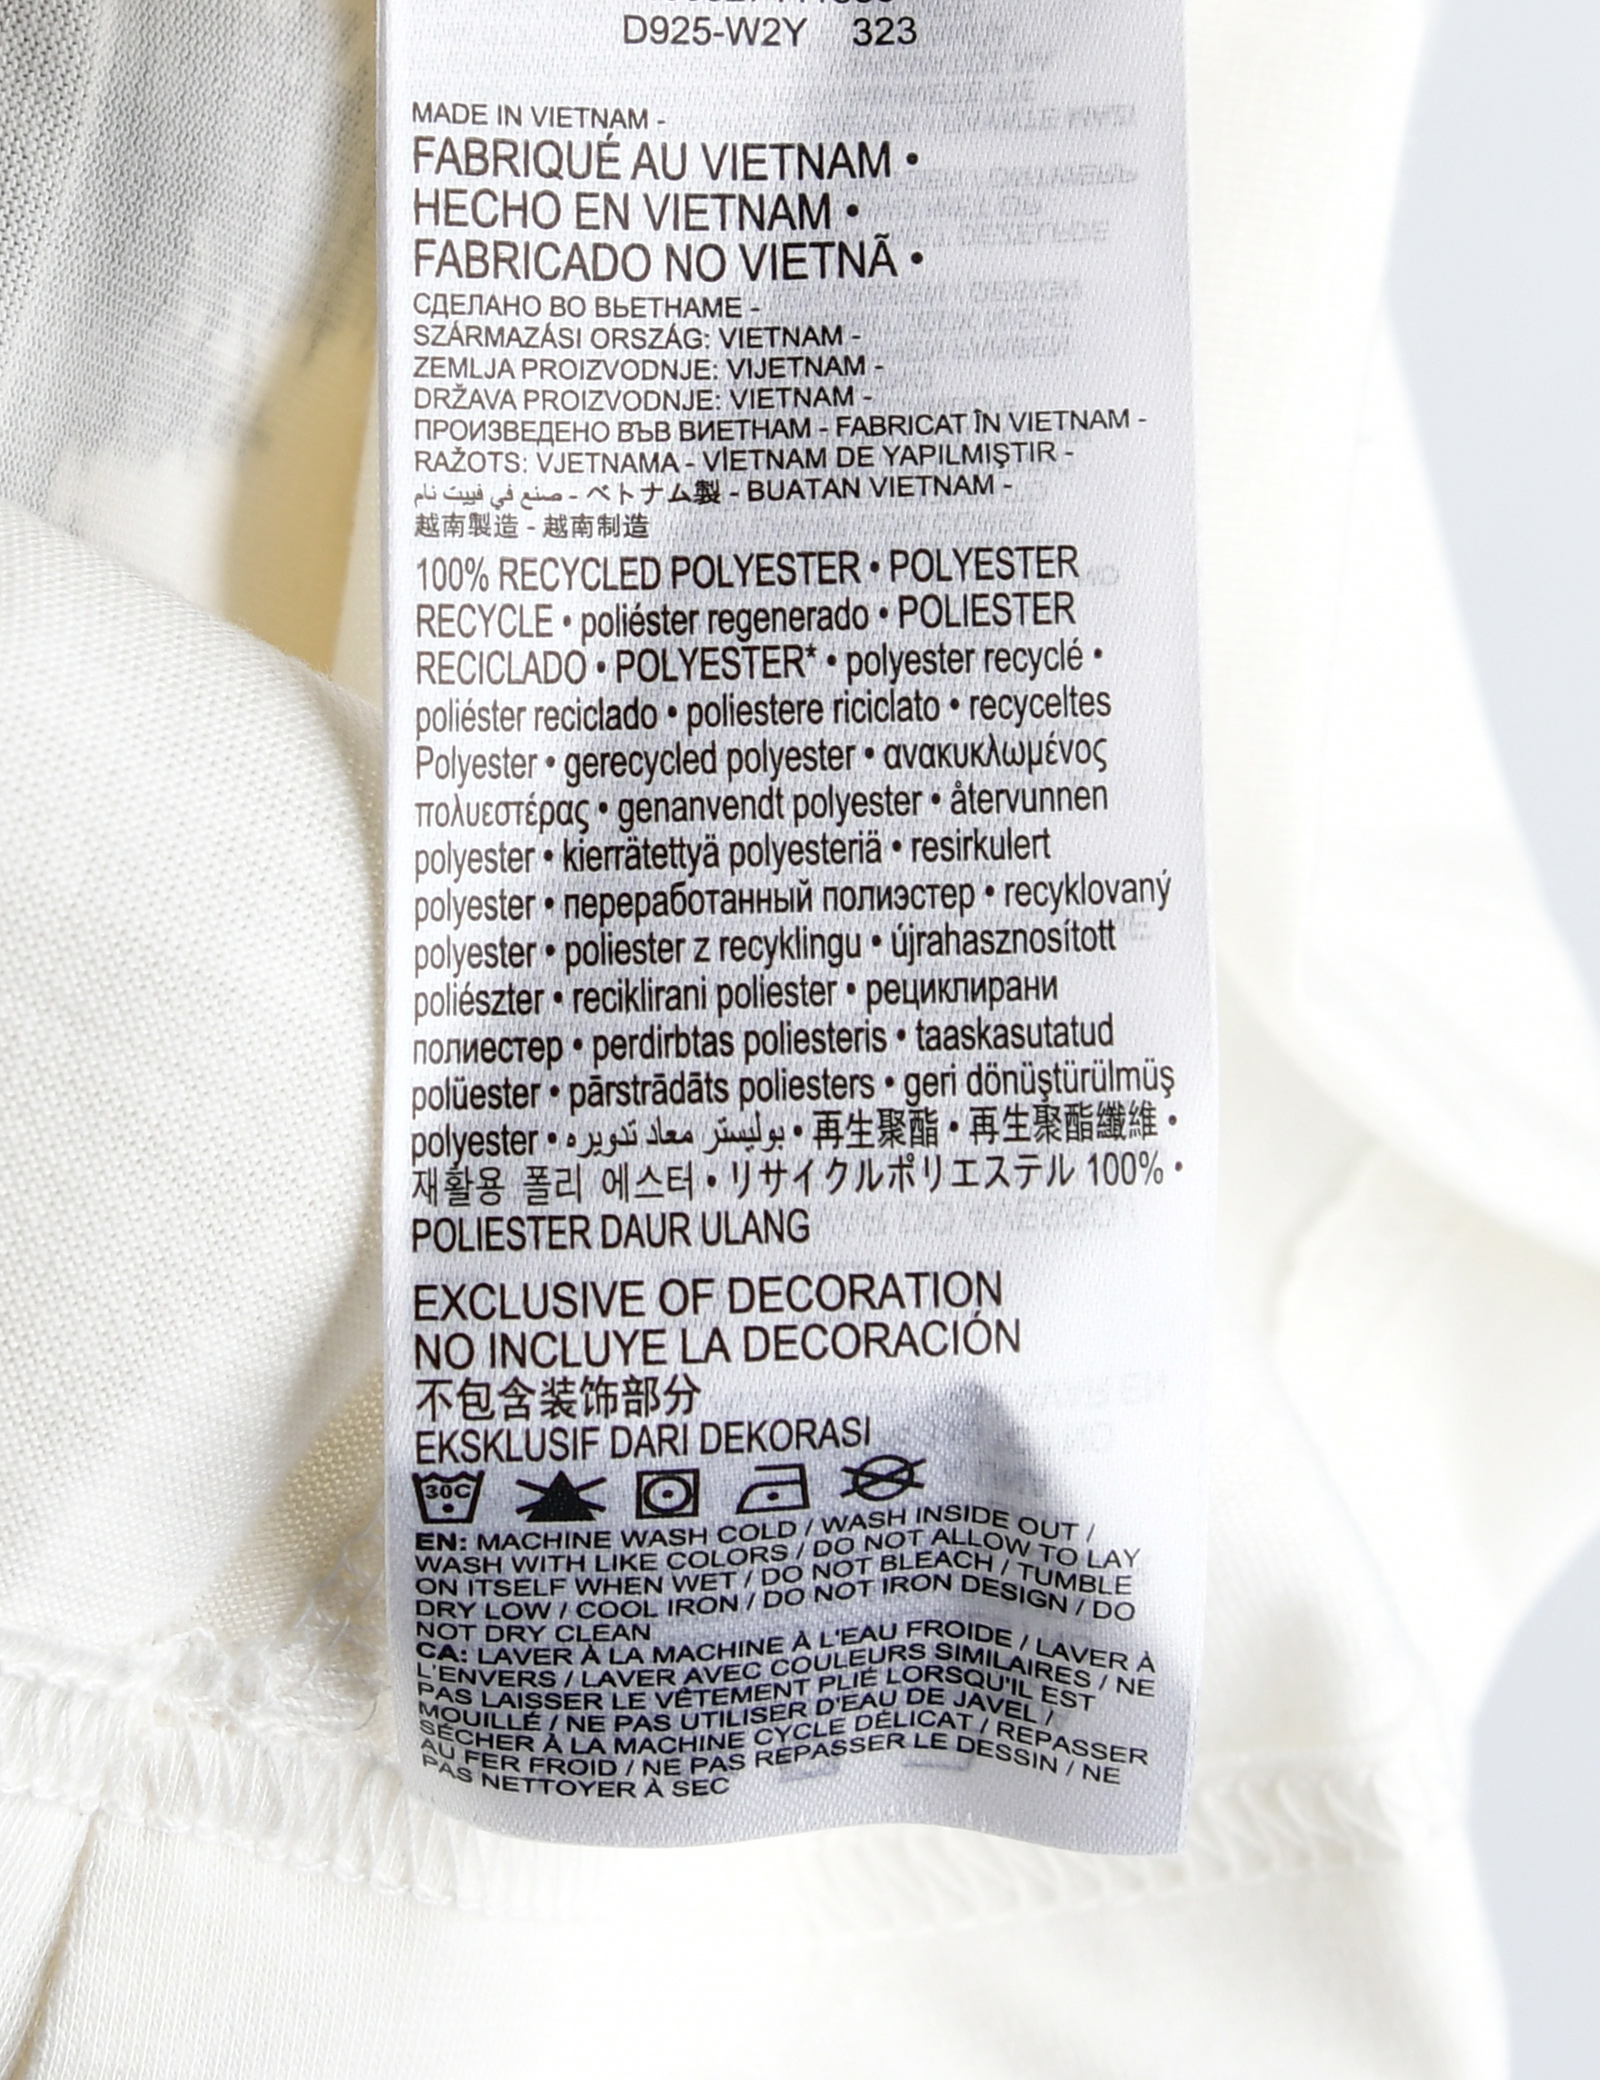 D925-W2Y 323
MADE IN VIETNAM -
FABRIQUÉ AU VIETNAM •
HECHO EN VIETNAM •
FABRICADO NO VIETNÃ •
СДЕЛАНО ВО ВЬЕТНАМЕ -
SZÁRMAZÁSI ORSZÁG: VIETNAM -
ZEMLJA PROIZVODNJE: VIJETNAM -
DRŽAVA PROIZVODNJE: VIETNAM -
ПРОИЗВЕДЕНО ВЪВ ВИЕТНАМ - FABRICAT ÎN VIETNAM -
RAŽOTS: VJETNAMA - VİETNAM DE YAPILMIŞTIR -
صنع في فييت نام - ベトナム製 - BUATAN VIETNAM -
越南製造 - 越南制造
100% RECYCLED POLYESTER • POLYESTER
RECYCLE • poliéster regenerado • POLIESTER
RECICLADO • POLYESTER* • polyester recyclé •
poliéster reciclado • poliestere riciclato • recyceltes
Polyester • gerecycled polyester • ανακυκλωμένος
πολυεστέρας • genanvendt polyester • återvunnen
polyester • kierrätettyä polyesteriä • resirkulert
polyester • переработанный полиэстер • recyklovaný
polyester • poliester z recyklingu • újrahasznosított
poliészter • reciklirani poliester • рециклирани
полиестер • perdirbtas poliesteris • taaskasutatud
polüester • pārstrādāts poliesters • geri dönüştürülmüş
polyester • بوليستر معاد تدويره • 再生聚酯 • 再生聚酯纖維 •
재활용 폴리 에스터 • リサイクルポリエステル 100% •
POLIESTER DAUR ULANG
EXCLUSIVE OF DECORATION
NO INCLUYE LA DECORACIÓN
不包含装饰部分
EKSKLUSIF DARI DEKORASI
30C
EN: MACHINE WASH COLD / WASH INSIDE OUT /
WASH WITH LIKE COLORS / DO NOT ALLOW TO LAY
ON ITSELF WHEN WET / DO NOT BLEACH / TUMBLE
DRY LOW / COOL IRON / DO NOT IRON DESIGN / DO
NOT DRY CLEAN
CA: LAVER À LA MACHINE À L'EAU FROIDE / LAVER À
L'ENVERS / LAVER AVEC COULEURS SIMILAIRES / NE
PAS LAISSER LE VÊTEMENT PLIÉ LORSQU'IL EST
MOUILLÉ / NE PAS UTILISER D'EAU DE JAVEL /
SÉCHER À LA MACHINE CYCLE DÉLICAT / REPASSER
AU FER FROID / NE PAS REPASSER LE DESSIN / NE
PAS NETTOYER À SEC